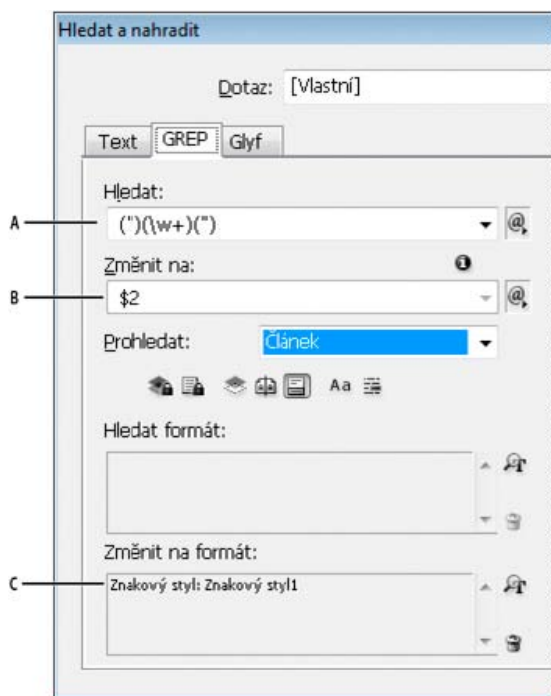 Hledat a nahradit
Dotaz: [Vlastní]
Text GREP Glyf
Hledat:
A (")(\w+)(") @
Změnit na:
B $2 @
Prohledat: Článek
Aa
Hledat formát:
Změnit na formát:
C Znakový styl: Znakový styl1